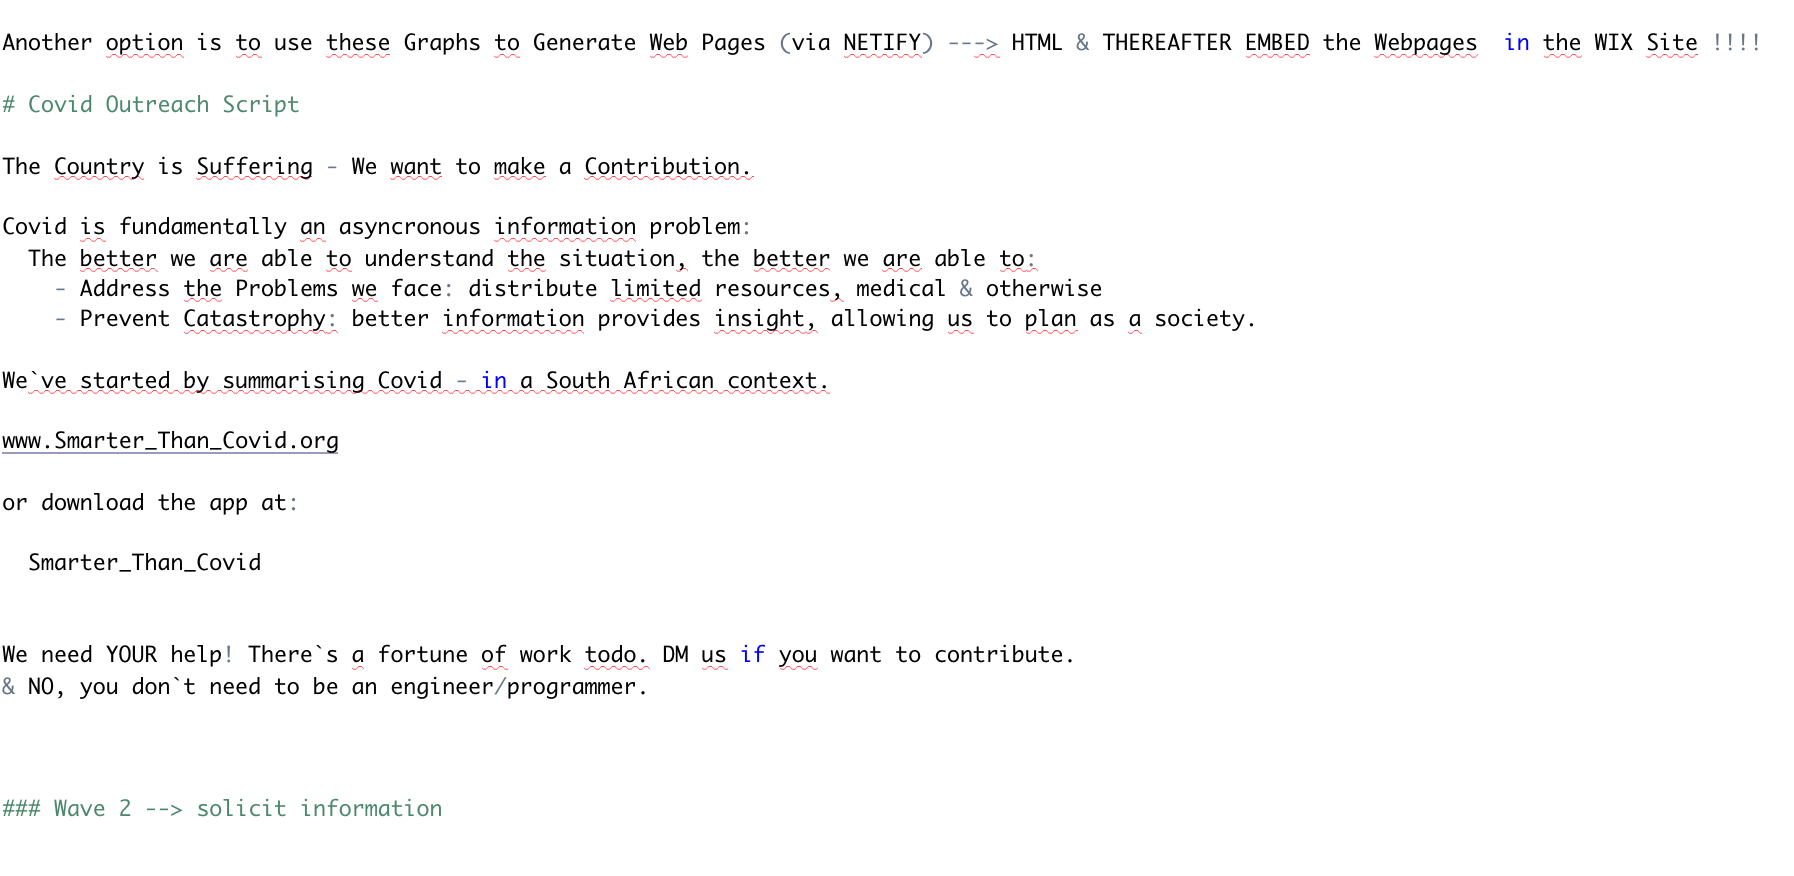 Another option is to use these Graphs to Generate Web Pages (via NETIFY) ---> HTML & THEREAFTER EMBED the Webpages  in the WIX Site !!!!
# Covid Outreach Script
The Country is Suffering - We want to make a Contribution.
Covid is fundamentally an asyncronous information problem:
  The better we are able to understand the situation, the better we are able to:
    - Address the Problems we face: distribute limited resources, medical & otherwise
    - Prevent Catastrophy: better information provides insight, allowing us to plan as a society.
We`ve started by summarising Covid - in a South African context.
www.Smarter_Than_Covid.org
or download the app at:
  Smarter_Than_Covid
We need YOUR help! There`s a fortune of work todo. DM us if you want to contribute.
& NO, you don`t need to be an engineer/programmer.
### Wave 2 --> solicit information